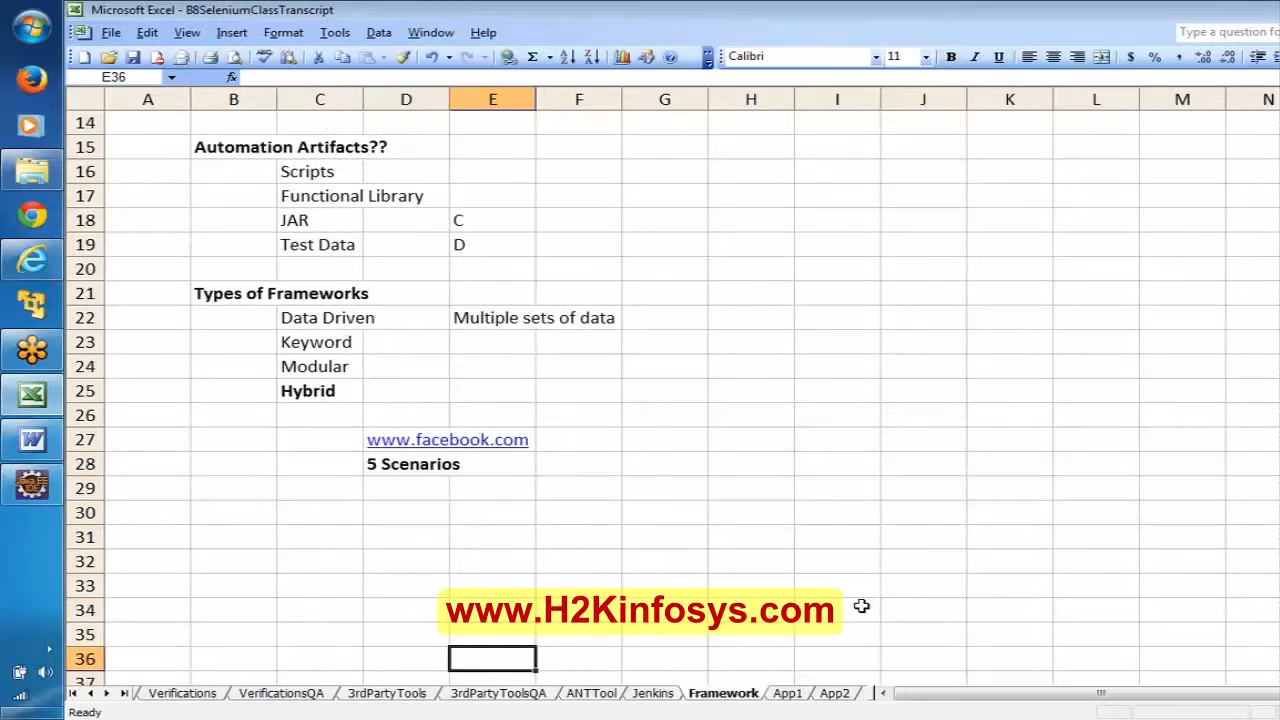 Microsoft Excel - B8SeleniumClassTranscript
File Edit View Insert Format Tools Data Window Help
Type a question fo
Calibri 11 B I U $ % ,
E36 fx
A B C D E F G H I J K L M N
14
15 Automation Artifacts??
16 Scripts
17 Functional Library
18 JAR C
19 Test Data D
20
21 Types of Frameworks
22 Data Driven Multiple sets of data
23 Keyword
24 Modular
25 Hybrid
26
27 www.facebook.com
28 5 Scenarios
29
30
31
32
33
34 www.H2Kinfosys.com
35
36
37
Verifications VerificationsQA 3rdPartyTools 3rdPartyToolsQA ANTTool Jenkins Framework App1 App2
Ready